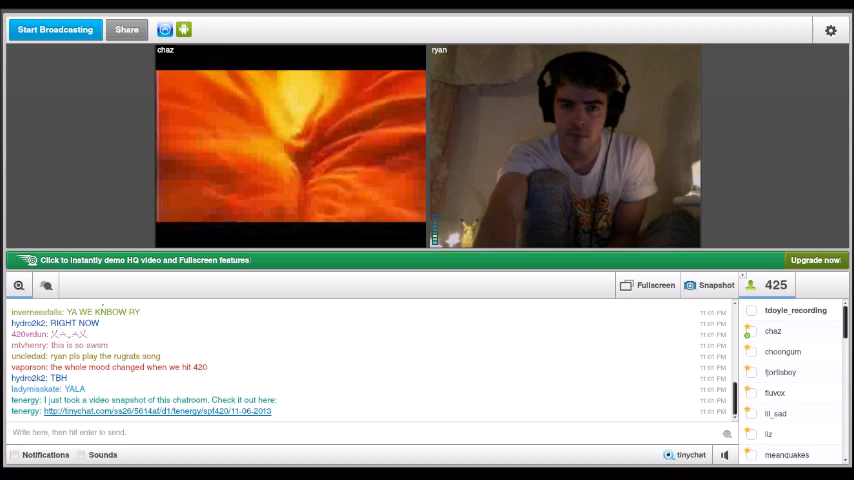 Start Broadcasting
Share
chaz
ryan
Click to instantly demo HQ video and Fullscreen features!
Upgrade now!
Fullscreen
Snapshot
425
invernessfalls: YA WE KNBOW RY
11:01 PM
hydro2k2: RIGHT NOW
11:01 PM
420vrdun:
11:01 PM
mtvhenry: this is so awsm
11:01 PM
uncledad: ryan pls play the rugrats song
11:01 PM
vaporson: the whole mood changed when we hit 420
11:01 PM
hydro2k2: TBH
11:01 PM
ladymisskate: YALA
11:01 PM
tenergy: I just took a video snapshot of this chatroom. Check it out here:
11:01 PM
tenergy: http://tinychat.com/ss26/5614af/d1/tenergy/spf420/11-06-2013
11:01 PM
tdoyle_recording
chaz
choongum
fjortisboy
fluvox
lil_sad
liz
meanquakes
Write here, then hit enter to send.
Notifications
Sounds
tinychat